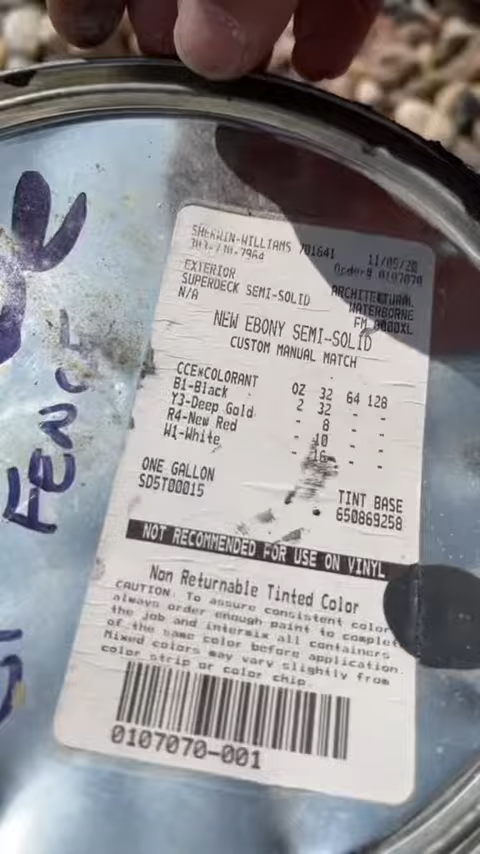 SHERWIN-WILLIAMS 701641 11/05/20
Order# 0107070
EXTERIOR ARCHITECTURAL
SUPERDECK SEMI-SOLID WATERBORNE
N/A
NEW EBONY SEMI-SOLID
CUSTOM MANUAL MATCH
CCE*COLORANT OZ 32 64 128
B1-Black 2 32 - -
Y3-Deep Gold - 8 - -
R4-New Red - 10 - -
W1-White - 16 - -
ONE GALLON TINT BASE
SD5T00015 650869258
NOT RECOMMENDED FOR USE ON VINYL
Non Returnable Tinted Color
CAUTION: To assure consistent color
always order enough paint to complete
the job and intermix all containers
of the same color before application.
Mixed colors may vary slightly from
color strip or color chip.
0107070-001
FENCE